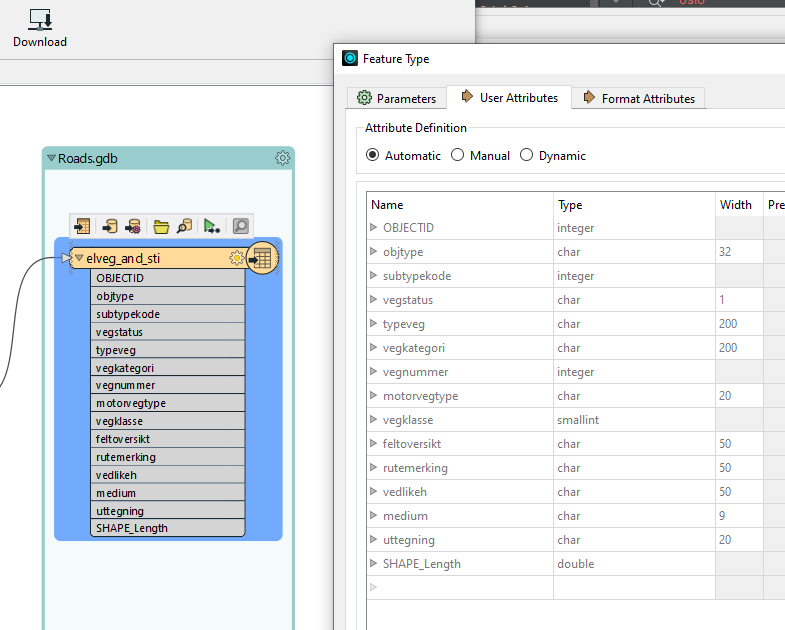 Download
Roads.gdb
elveg_and_sti
OBJECTID
objtype
subtypekode
vegstatus
typeveg
vegkategori
vegnummer
motorvegtype
vegklasse
feltoversikt
rutemerking
vedlikeh
medium
uttegning
SHAPE_Length
Feature Type
Parameters User Attributes Format Attributes
Attribute Definition
Automatic Manual Dynamic
Name Type Width Pre
OBJECTID integer
objtype char 32
subtypekode integer
vegstatus char 1
typeveg char 200
vegkategori char 200
vegnummer integer
motorvegtype char 20
vegklasse smallint
feltoversikt char 50
rutemerking char 50
vedlikeh char 50
medium char 9
uttegning char 20
SHAPE_Length double